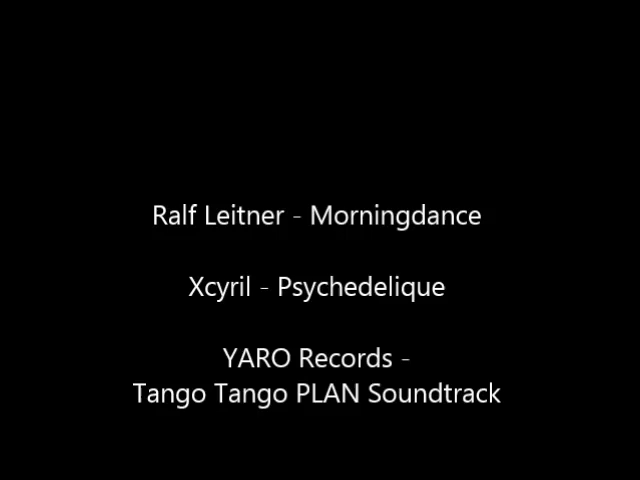 Ralf Leitner - Morningdance
Xcyril - Psychedelique
YARO Records -
Tango Tango PLAN Soundtrack